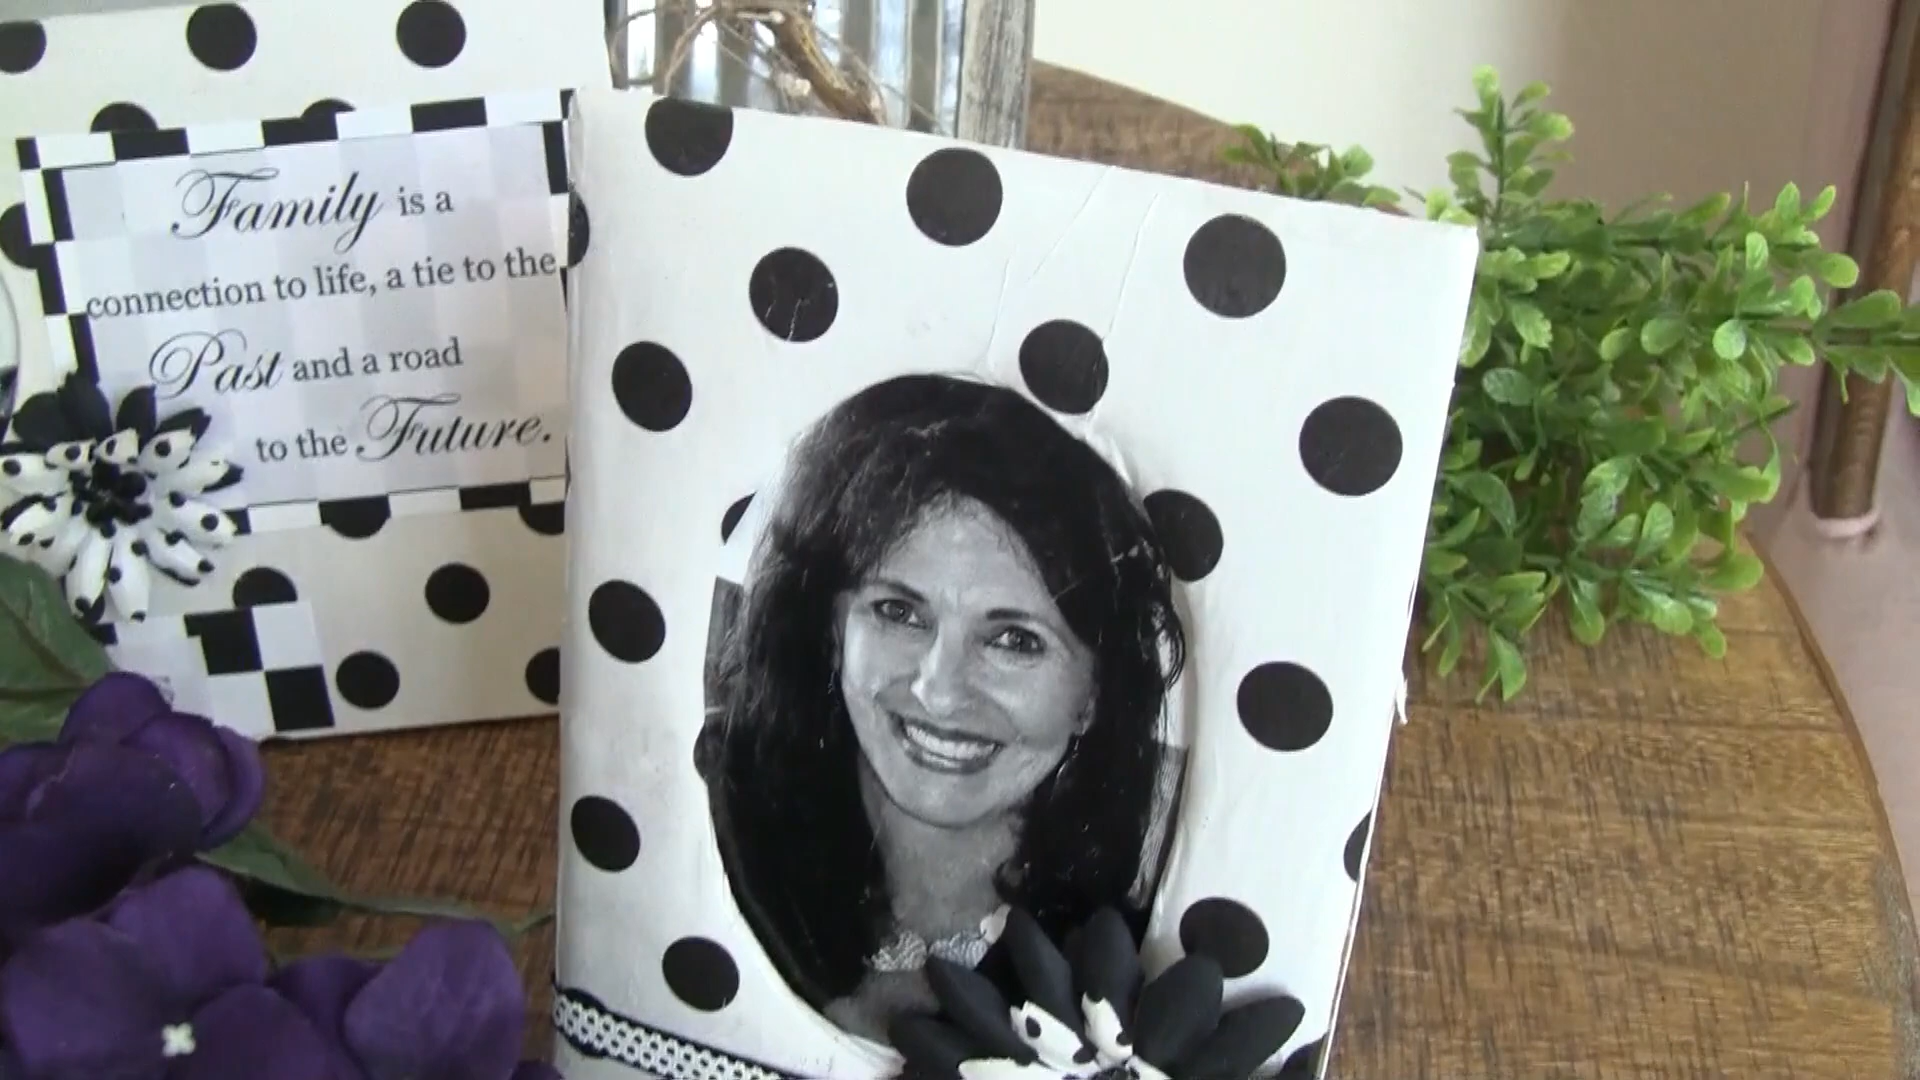 Family is a
connection to life, a tie to the
Past and a road
to the Future.